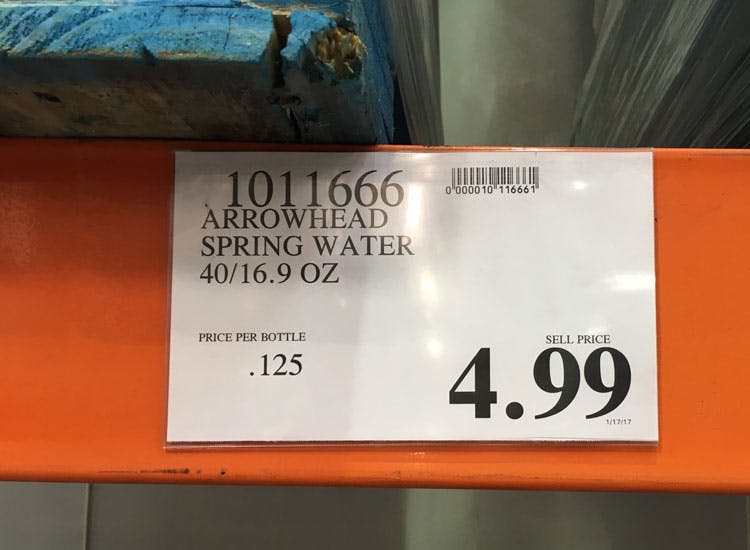 1011666
0 000010 116661
ARROWHEAD
SPRING WATER
40/16.9 OZ
PRICE PER BOTTLE
.125
SELL PRICE
4.99
1/17/17